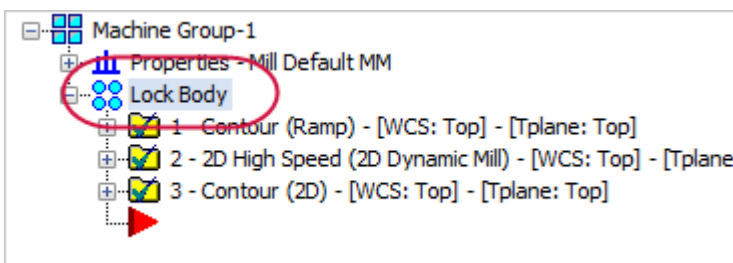 Machine Group-1
Properties - Mill Default MM
Lock Body
1 - Contour (Ramp) - [WCS: Top] - [Tplane: Top]
2 - 2D High Speed (2D Dynamic Mill) - [WCS: Top] - [Tplane
3 - Contour (2D) - [WCS: Top] - [Tplane: Top]